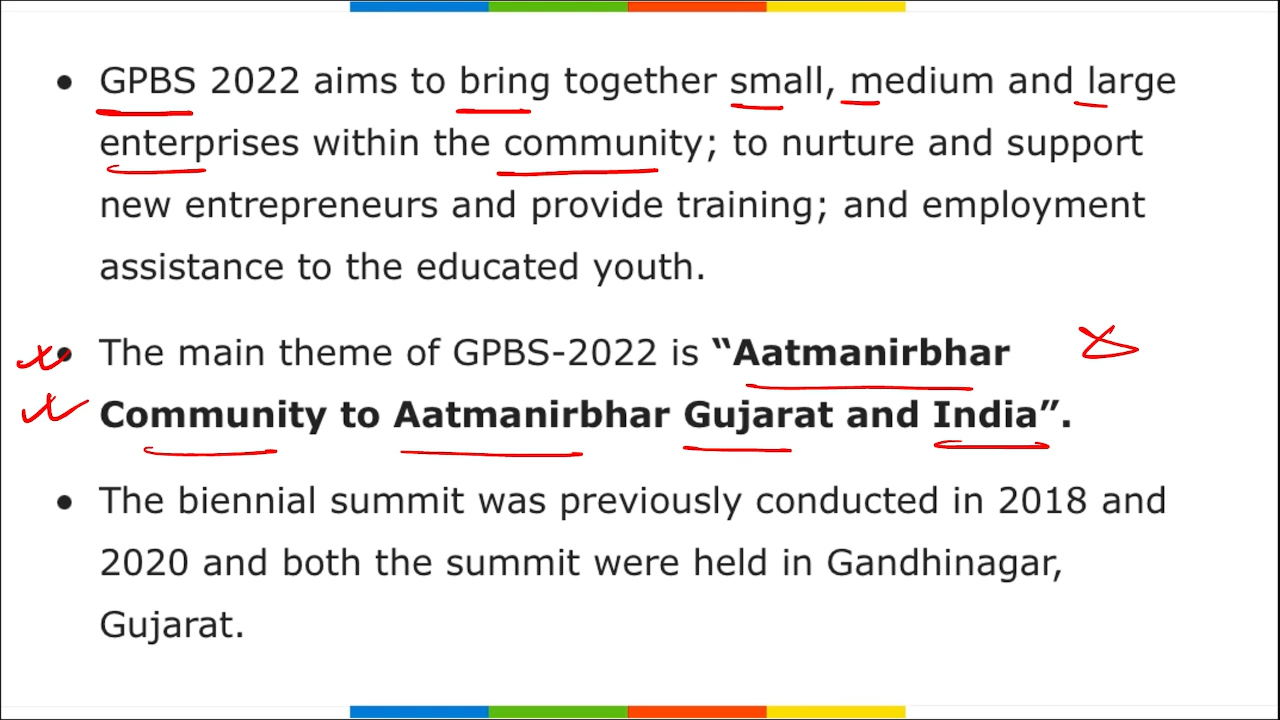 • GPBS 2022 aims to bring together small, medium and large
enterprises within the community; to nurture and support
new entrepreneurs and provide training; and employment
assistance to the educated youth.
• The main theme of GPBS-2022 is “Aatmanirbhar
Community to Aatmanirbhar Gujarat and India”.
• The biennial summit was previously conducted in 2018 and
2020 and both the summit were held in Gandhinagar,
Gujarat.